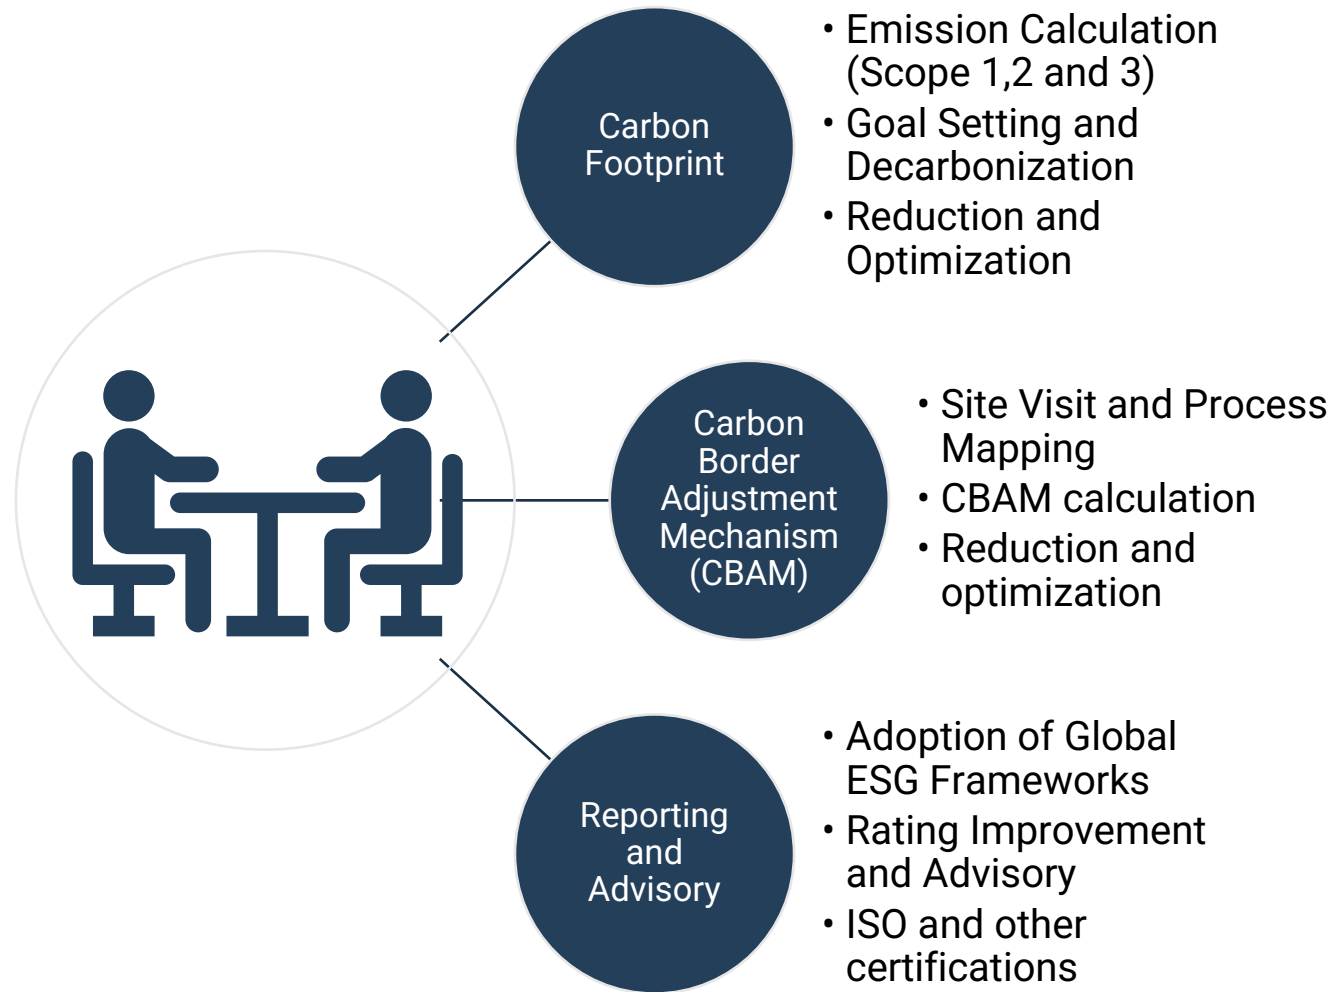 Carbon
Footprint
• Emission Calculation
(Scope 1,2 and 3)
• Goal Setting and
Decarbonization
• Reduction and
Optimization
Carbon
Border
Adjustment
Mechanism
(CBAM)
• Site Visit and Process
Mapping
• CBAM calculation
• Reduction and
optimization
Reporting
and
Advisory
• Adoption of Global
ESG Frameworks
• Rating Improvement
and Advisory
• ISO and other
certifications